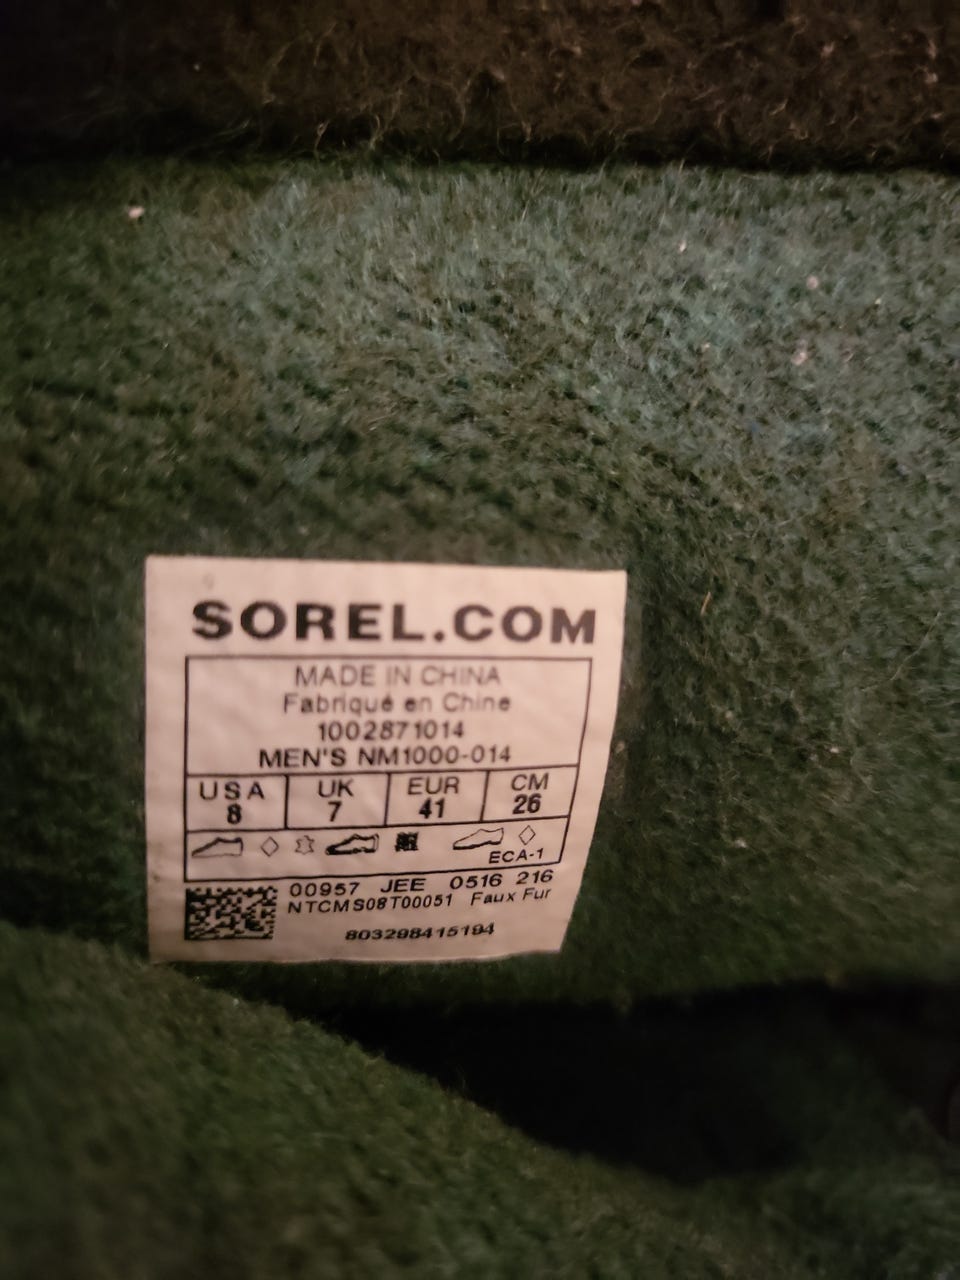 SOREL.COM
MADE IN CHINA
Fabriqué en Chine
1002871014
MEN'S NM1000-014
USA UK EUR CM
8 7 41 26
ECA-1
00957 JEE 0516 216
NTCMS08T00051 Faux Fur
803298415194